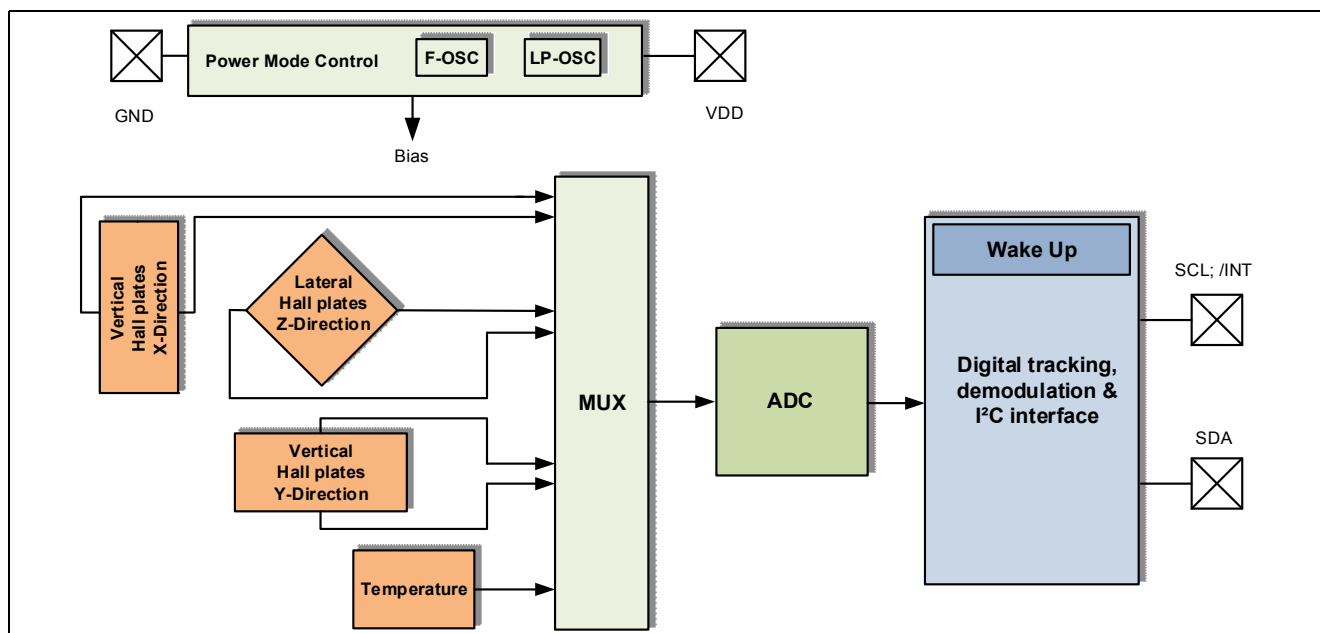 Power Mode Control
F-OSC
LP-OSC
GND
VDD
Bias
Vertical
Hall plates
X-Direction
Lateral
Hall plates
Z-Direction
Vertical
Hall plates
Y-Direction
Temperature
MUX
ADC
Wake Up
Digital tracking,
demodulation &
I²C interface
SCL; /INT
SDA